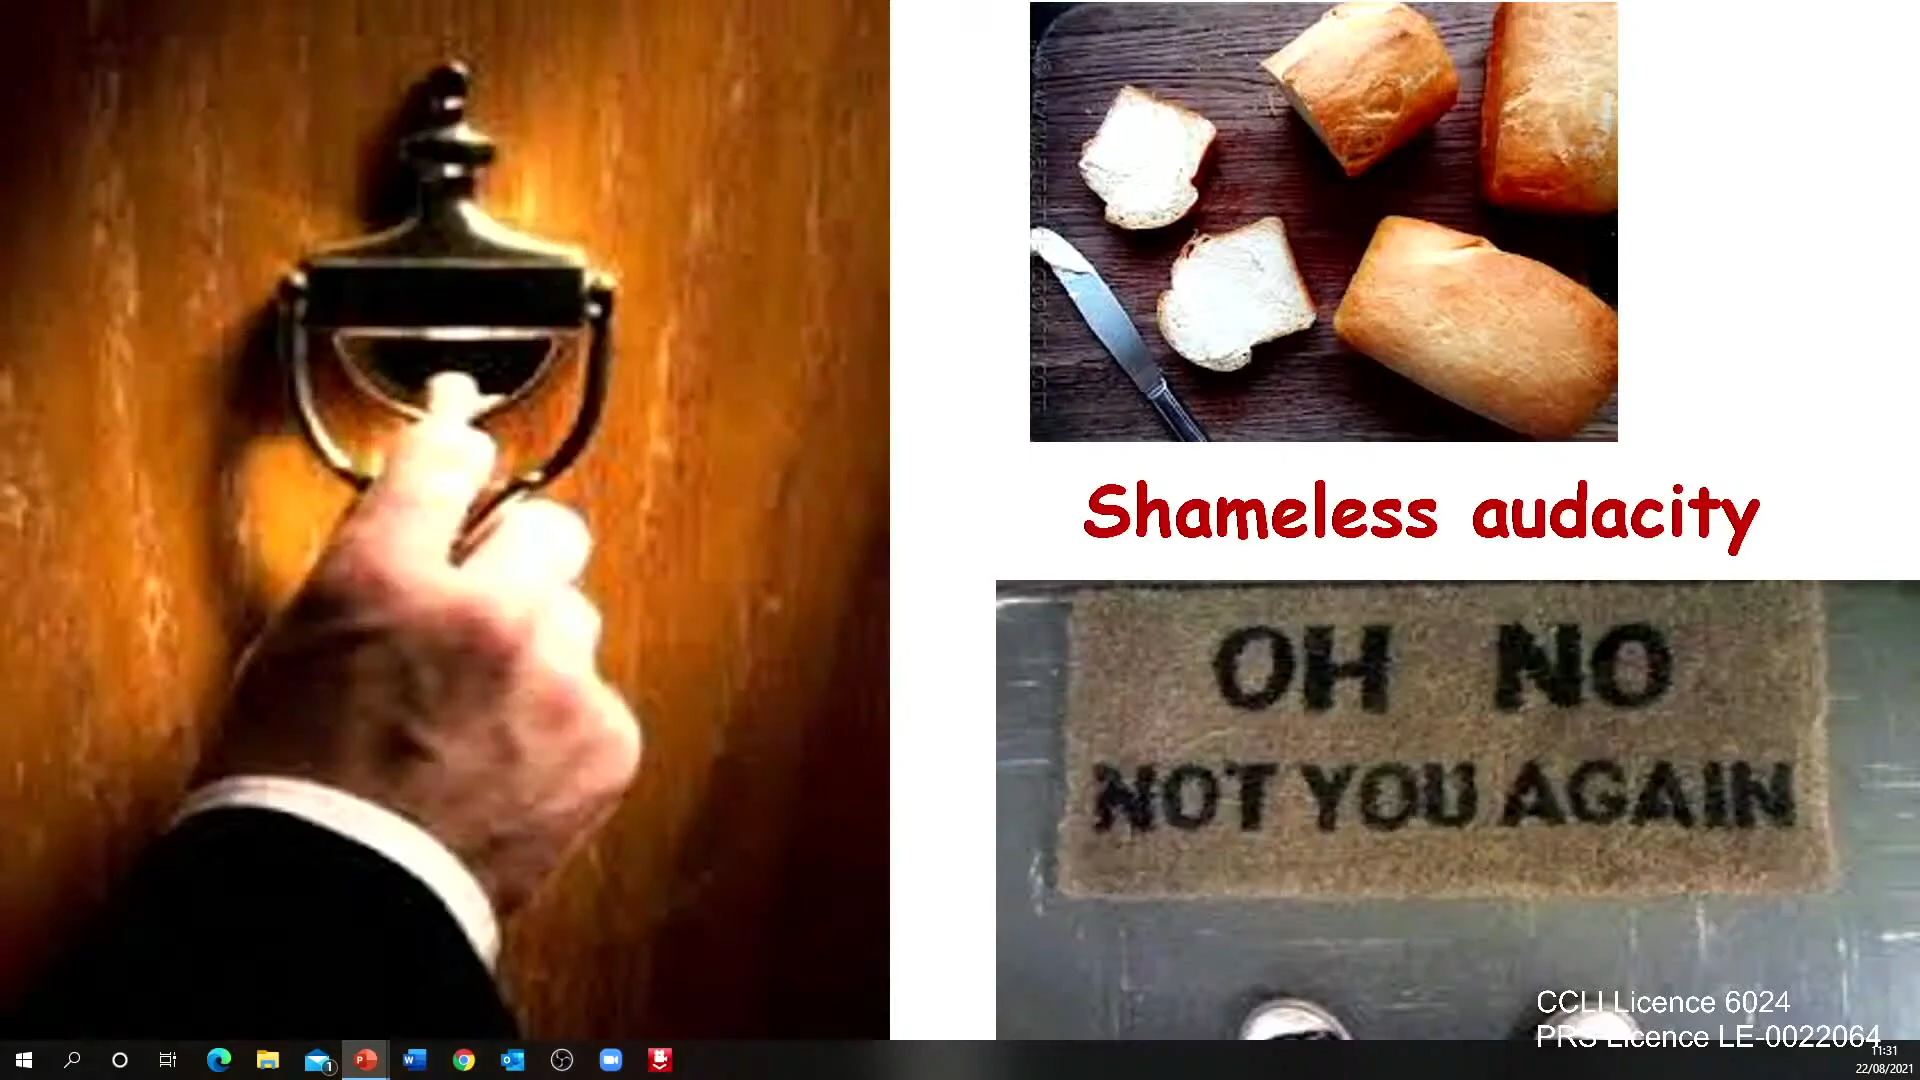 Shameless audacity
OH NO
NOT YOU AGAIN
CCLI Licence 6024
PRS Licence LE-0022064
11:31
22/08/2021
1